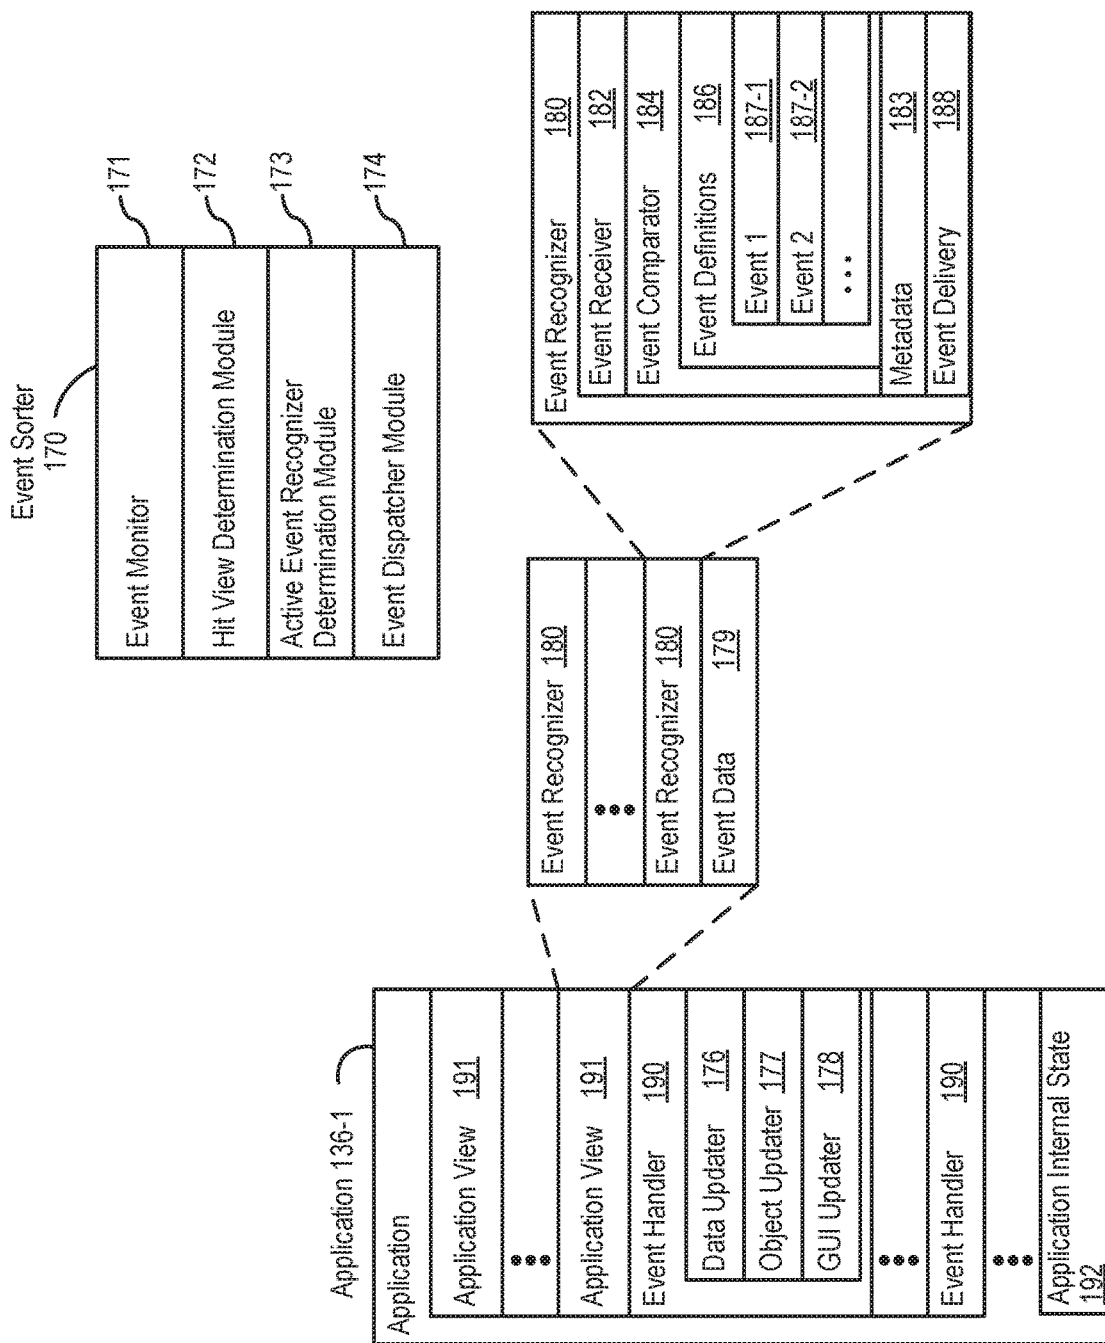 Event Sorter
170
Event Monitor
171
Hit View Determination Module
172
Active Event Recognizer
Determination Module
173
Event Dispatcher Module
174
Application 136-1
Application
Application View 191
•••
Application View 191
Event Handler 190
Data Updater 176
Object Updater 177
GUI Updater 178
•••
Event Handler 190
•••
Application Internal State
192
Event Recognizer 180
•••
Event Recognizer 180
Event Data 179
Event Recognizer 180
Event Receiver 182
Event Comparator 184
Event Definitions 186
Event 1 187-1
Event 2 187-2
•••
Metadata 183
Event Delivery 188